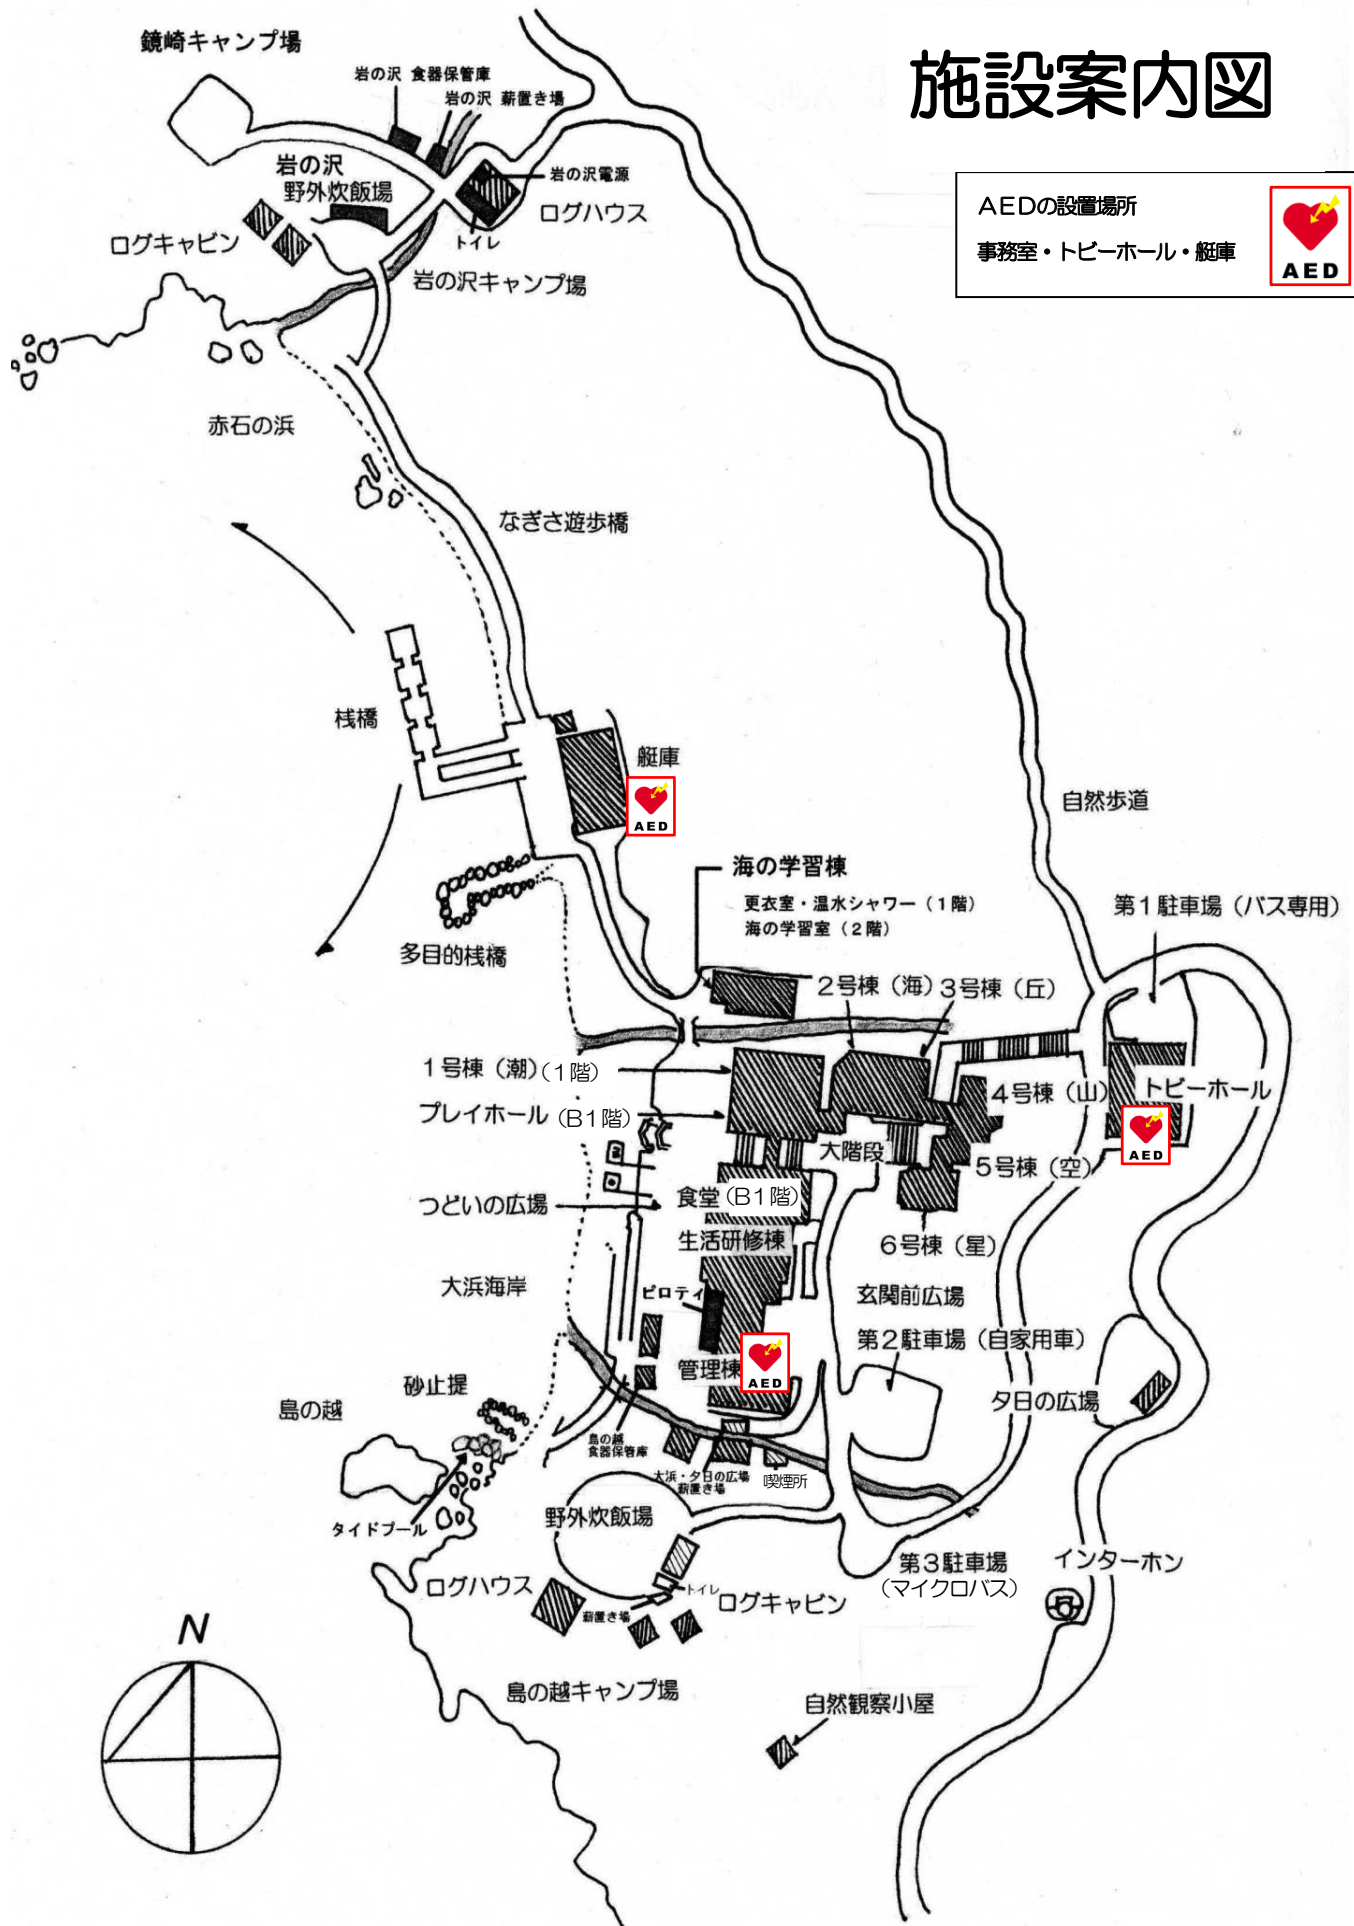 施設案内図
鏡崎キャンプ場
岩の沢 食器保管庫
岩の沢 薪置き場
岩の沢
野外炊飯場
岩の沢電源
ログハウス
トイレ
ログキャビン
岩の沢キャンプ場
AEDの設置場所
事務室・トビーホール・艇庫
AED
赤石の浜
なぎさ遊歩橋
桟橋
艇庫
AED
自然歩道
海の学習棟
更衣室・温水シャワー(1階)
海の学習室(2階)
第1駐車場(バス専用)
多目的桟橋
2号棟(海)
3号棟(丘)
1号棟(潮)(1階)
4号棟(山)
トビーホール
AED
プレイホール(B1階)
大階段
5号棟(空)
食堂(B1階)
つどいの広場
生活研修棟
6号棟(星)
大浜海岸
ピロティ
玄関前広場
第2駐車場(自家用車)
管理棟
AED
砂止提
夕日の広場
島の越
島の越
食器保管庫
大浜・夕日の広場
薪置き場
喫煙所
タイドプール
野外炊飯場
第3駐車場
(マイクロバス)
インターホン
ログハウス
トイレ
ログキャビン
薪置き場
N
島の越キャンプ場
自然観察小屋